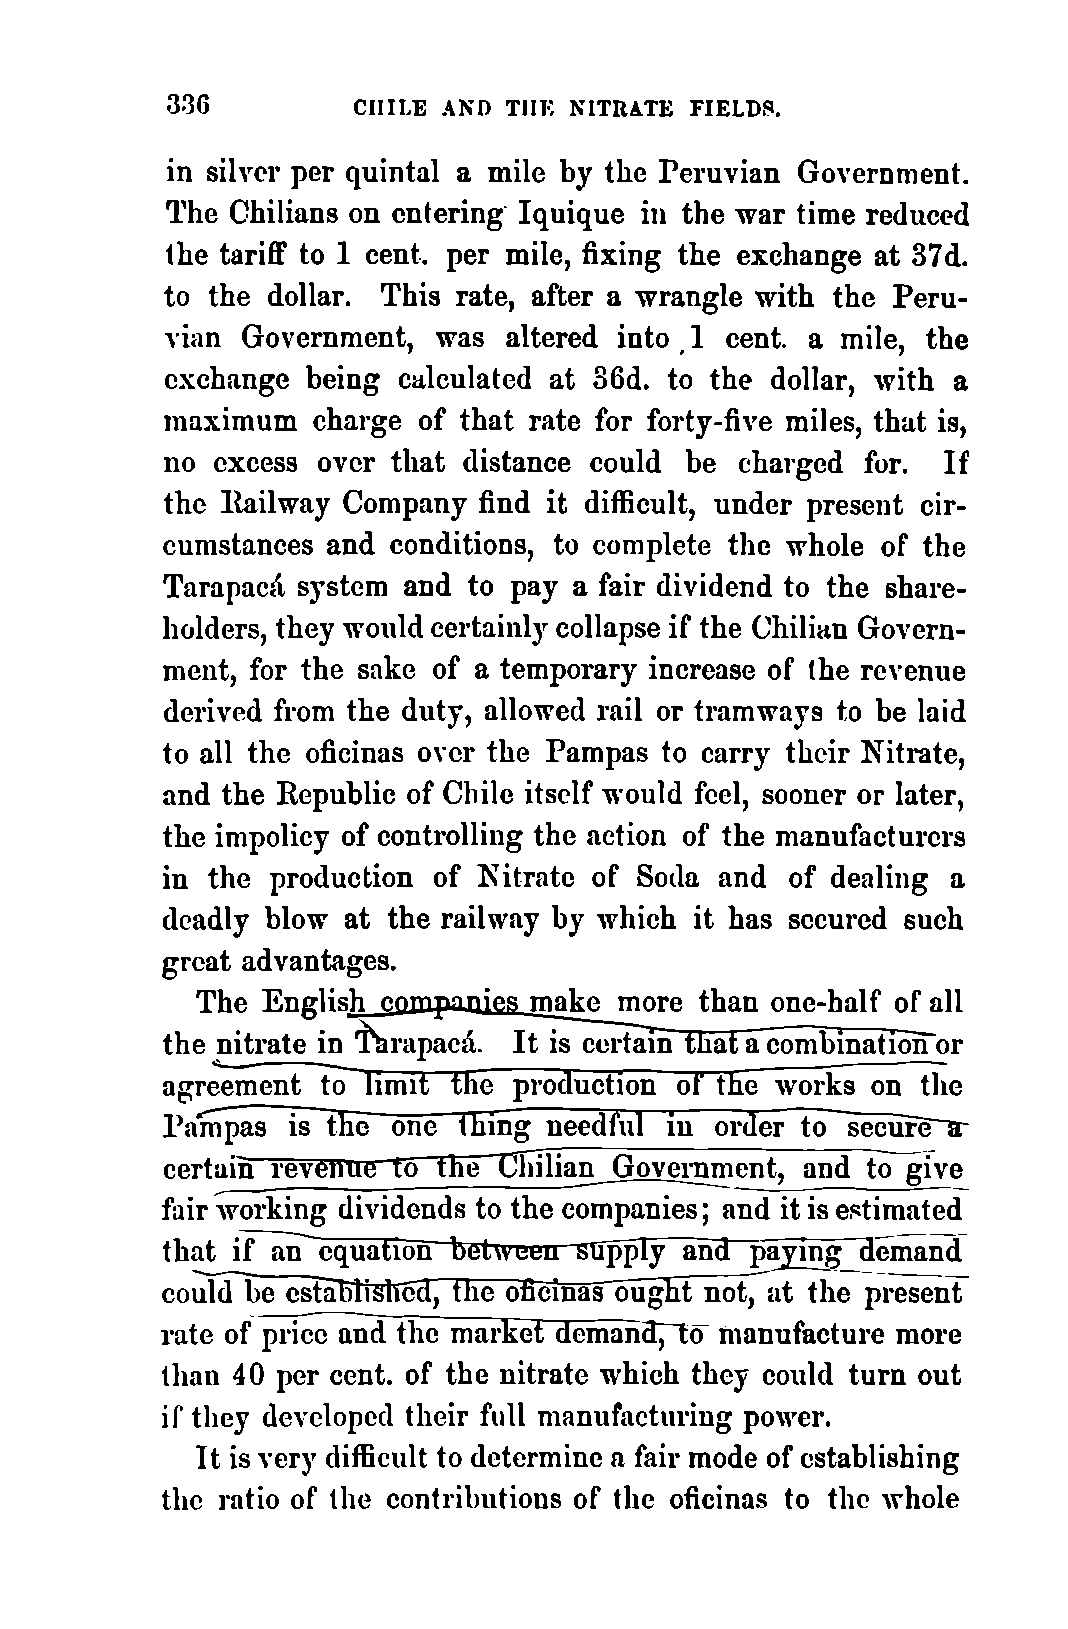 336 CHILE AND THE NITRATE FIELDS.
in silver per quintal a mile by the Peruvian Government.
The Chilians on entering Iquique in the war time reduced
the tariff to 1 cent. per mile, fixing the exchange at 37d.
to the dollar. This rate, after a wrangle with the Peru-
vian Government, was altered into 1 cent. a mile, the
exchange being calculated at 36d. to the dollar, with a
maximum charge of that rate for forty-five miles, that is,
no excess over that distance could be charged for. If
the Railway Company find it difficult, under present cir-
cumstances and conditions, to complete the whole of the
Tarapacá system and to pay a fair dividend to the share-
holders, they would certainly collapse if the Chilian Govern-
ment, for the sake of a temporary increase of the revenue
derived from the duty, allowed rail or tramways to be laid
to all the oficinas over the Pampas to carry their Nitrate,
and the Republic of Chile itself would feel, sooner or later,
the impolicy of controlling the action of the manufacturers
in the production of Nitrate of Soda and of dealing a
deadly blow at the railway by which it has secured such
great advantages.
The English companies make more than one-half of all
the nitrate in Tarapacá. It is certain that a combination or
agreement to limit the production of the works on the
Pampas is the one thing needful in order to secure a
certain revenue to the Chilian Government, and to give
fair working dividends to the companies; and it is estimated
that if an equation between supply and paying demand
could be established, the oficinas ought not, at the present
rate of price and the market demand, to manufacture more
than 40 per cent. of the nitrate which they could turn out
if they developed their full manufacturing power.
It is very difficult to determine a fair mode of establishing
the ratio of the contributions of the oficinas to the whole